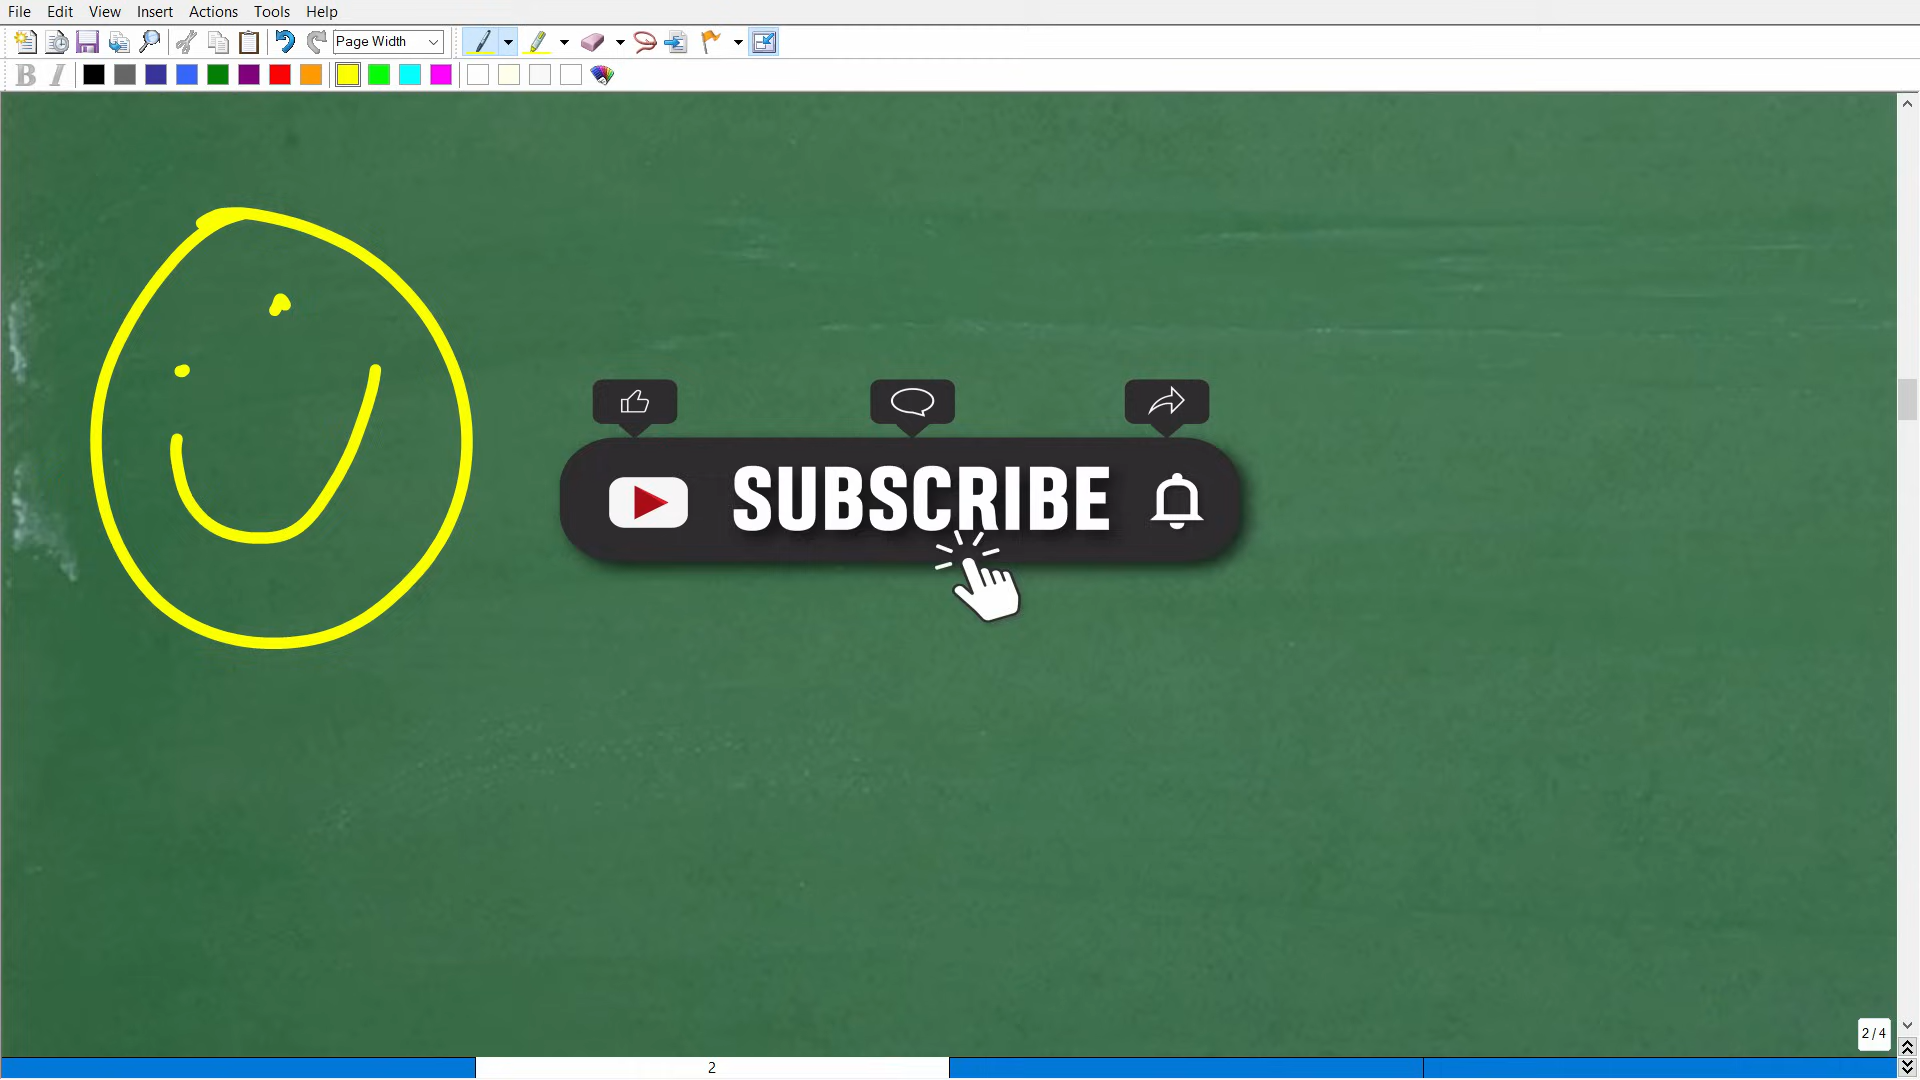 File Edit View Insert Actions Tools Help
Page Width
B I
SUBSCRIBE
2 / 4
2